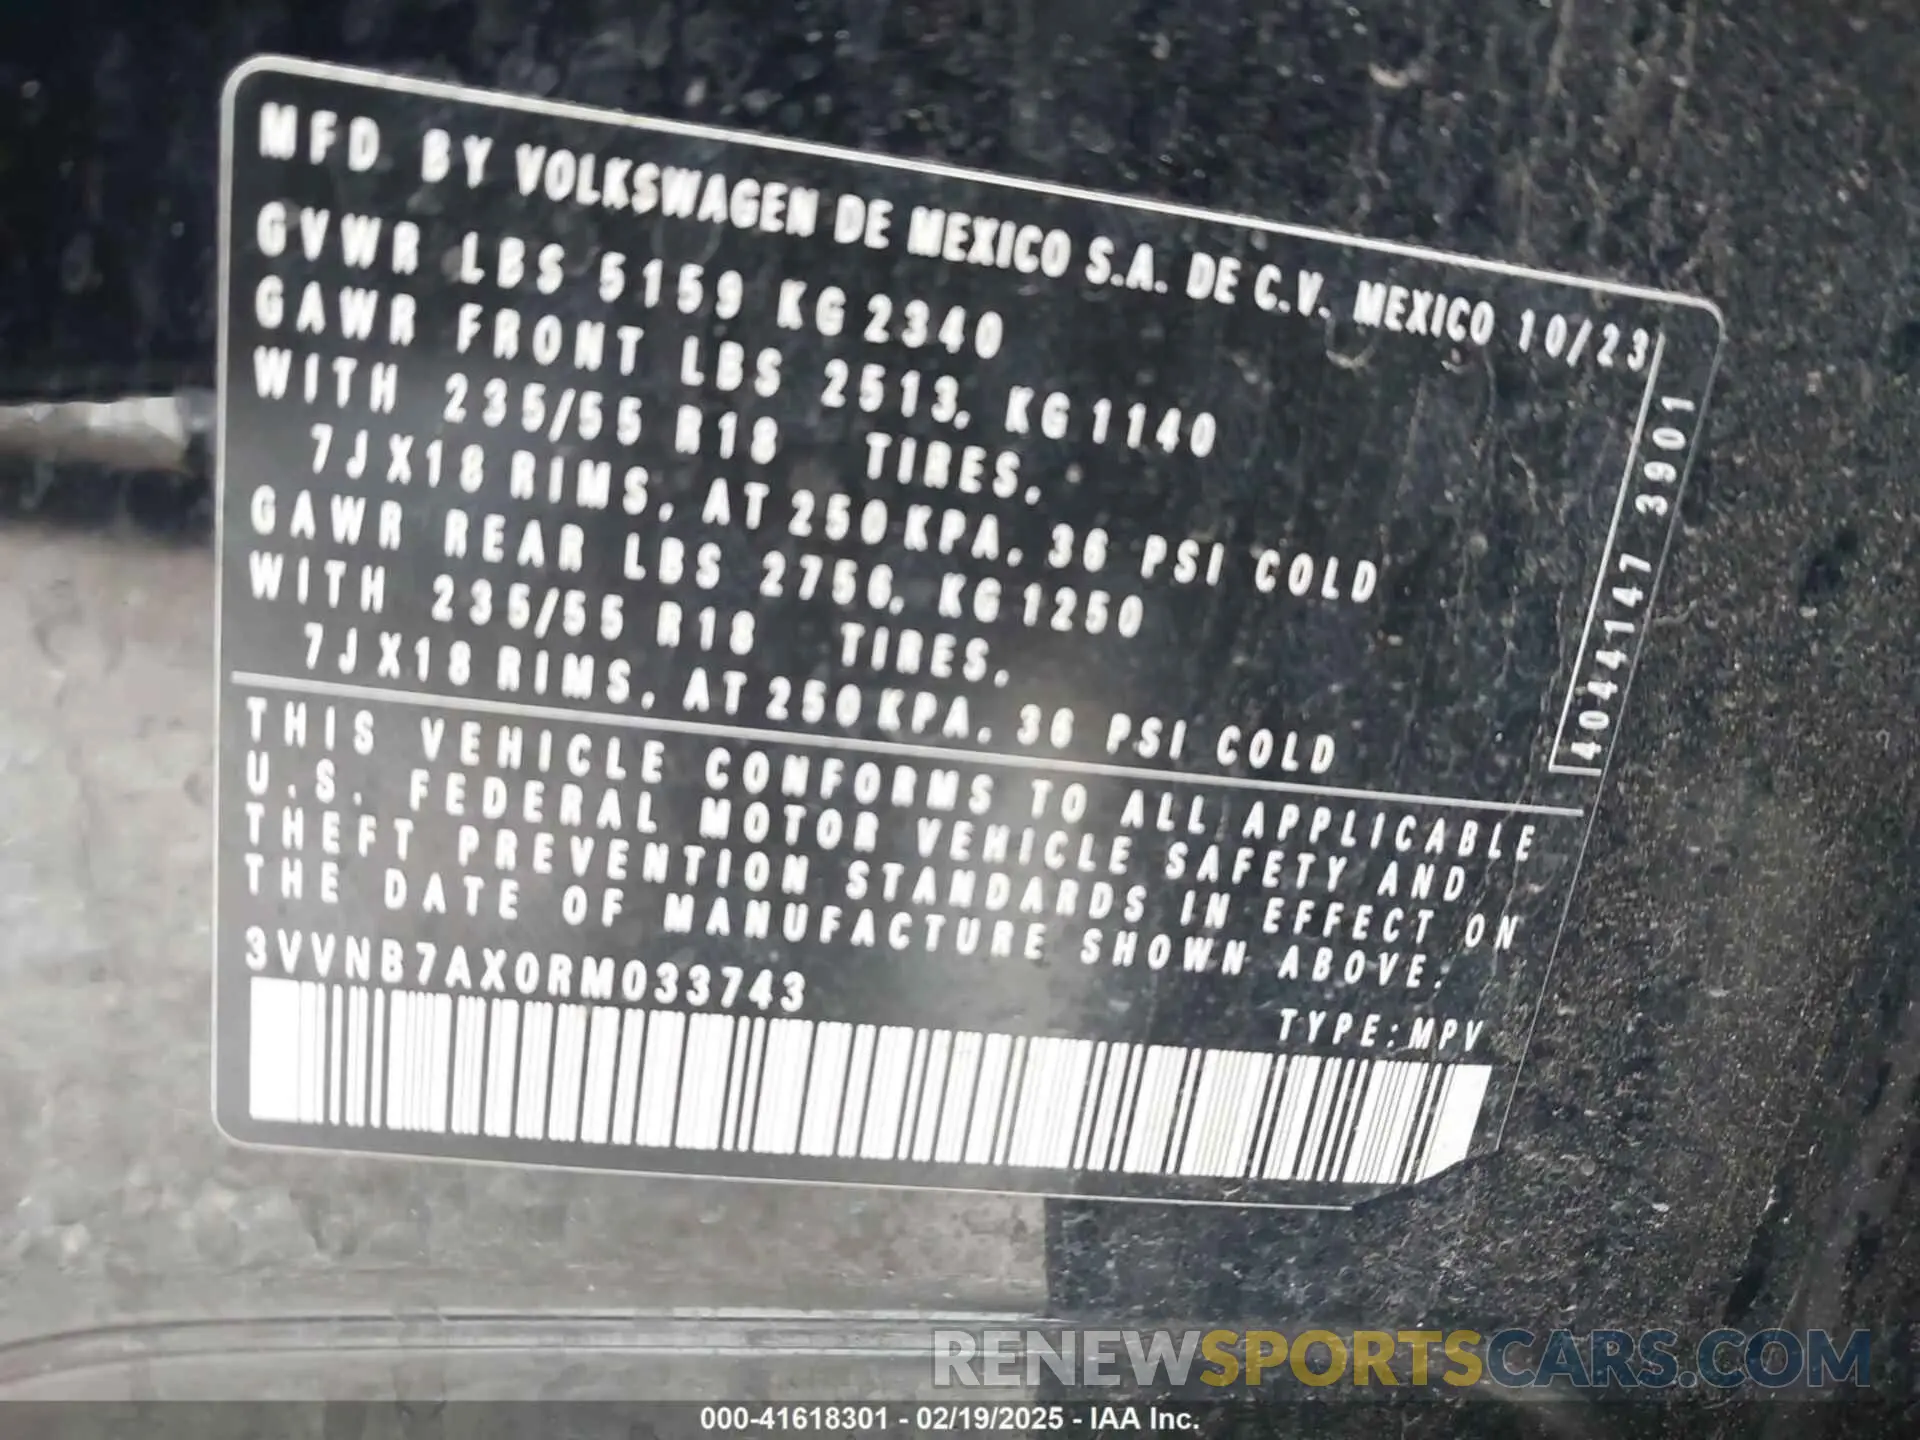 MFD BY VOLKSWAGEN DE MEXICO S.A. DE C.V. MEXICO 10/23
GVWR LBS 5159 KG 2340
GAWR FRONT LBS 2513, KG 1140
WITH 235/55 R18 TIRES,
7JX18 RIMS, AT 250 KPA, 36 PSI COLD
GAWR REAR LBS 2756, KG 1250
WITH 235/55 R18 TIRES,
7JX18 RIMS, AT 250 KPA, 36 PSI COLD
4044147 3901
THIS VEHICLE CONFORMS TO ALL APPLICABLE
U.S. FEDERAL MOTOR VEHICLE SAFETY AND
THEFT PREVENTION STANDARDS IN EFFECT ON
THE DATE OF MANUFACTURE SHOWN ABOVE.
3VVNB7AX0RM033743
TYPE:MPV
RENEWSPORTSCARS.COM
000-41618301 - 02/19/2025 - IAA Inc.